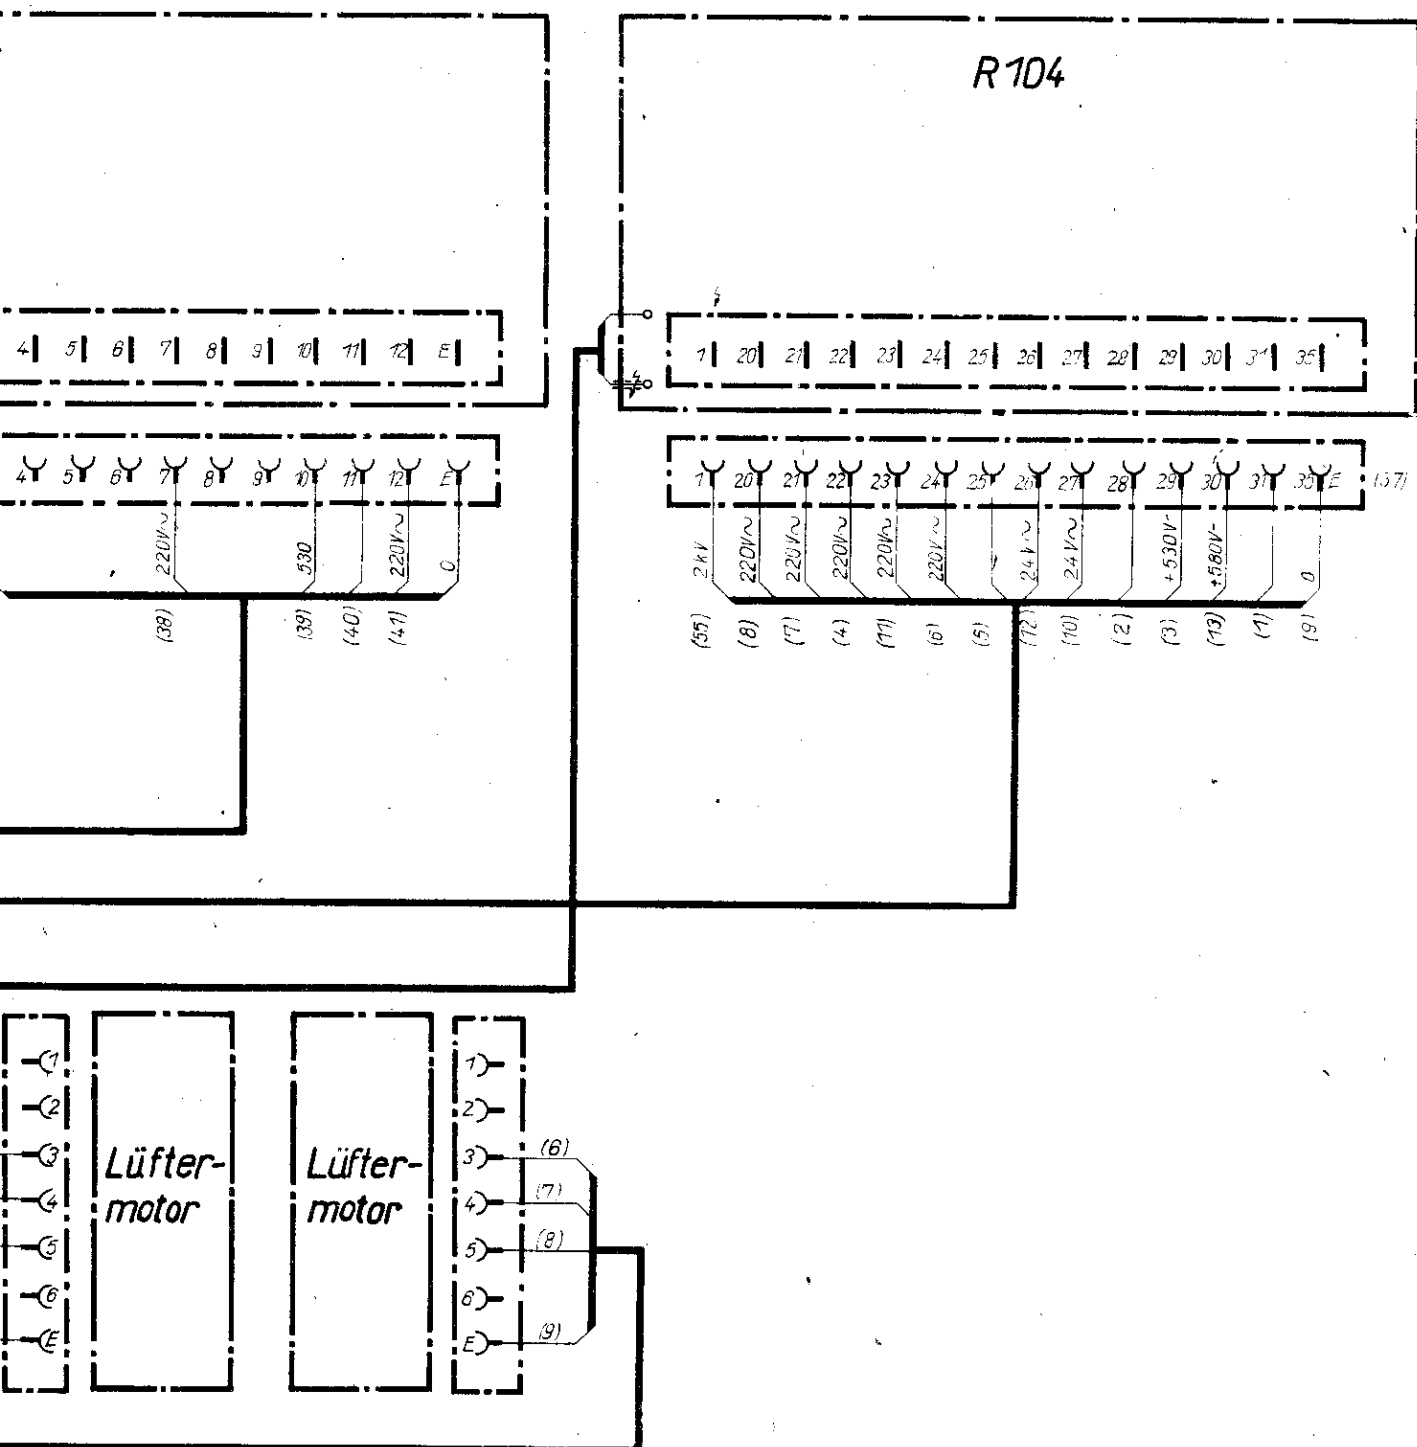 R 104
4 5 6 7 8 9 10 11 12 E
1 20 21 22 23 24 25 26 27 28 29 30 31 35
4 5 6 7 8 9 10 11 12 E
1 20 21 22 23 24 25 26 27 28 29 30 31 35 E (57)
220V~ 530 220V~ 0
2kV 220V~ 220V~ 220V~ 220V~ 220V~ 24V~ 24V~ +530V- +580V- 0
(38) (39) (40) (41)
(55) (8) (7) (4) (11) (6) (5) (12) (10) (2) (3) (13) (1) (9)
1
2
3
4
5
6
E
Lüfter-
motor
Lüfter-
motor
1
2
3 (6)
4 (7)
5 (8)
6
E (9)